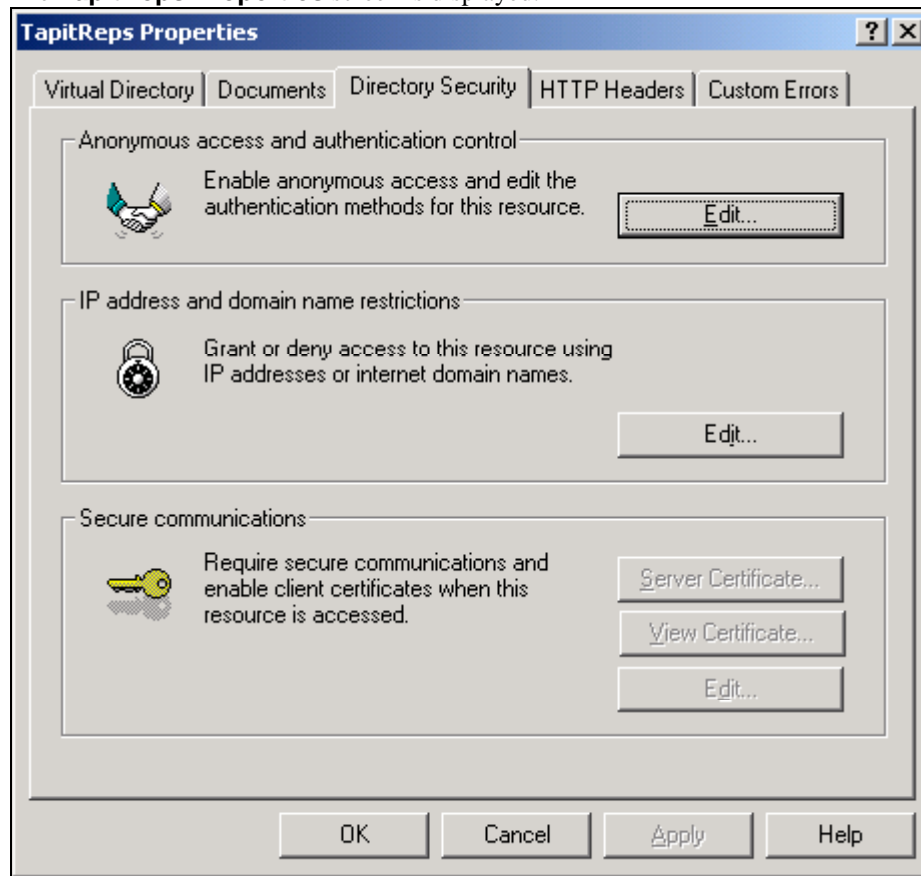 TapitReps Properties
Virtual Directory Documents Directory Security HTTP Headers Custom Errors
Anonymous access and authentication control
Enable anonymous access and edit the
authentication methods for this resource.
Edit...
IP address and domain name restrictions
Grant or deny access to this resource using
IP addresses or internet domain names.
Edit...
Secure communications
Require secure communications and
enable client certificates when this
resource is accessed.
Server Certificate...
View Certificate...
Edit...
OK Cancel Apply Help